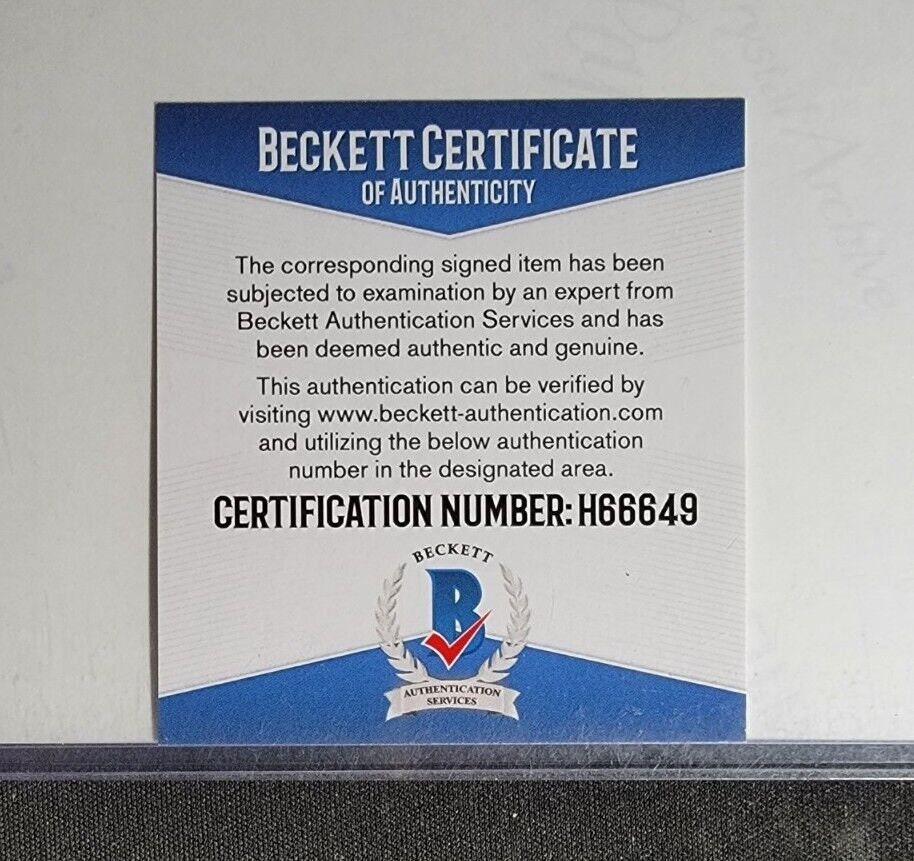 BECKETT CERTIFICATE
OF AUTHENTICITY
The corresponding signed item has been
subjected to examination by an expert from
Beckett Authentication Services and has
been deemed authentic and genuine.
This authentication can be verified by
visiting www.beckett-authentication.com
and utilizing the below authentication
number in the designated area.
CERTIFICATION NUMBER: H66649
BECKETT
B
AUTHENTICATION
SERVICES